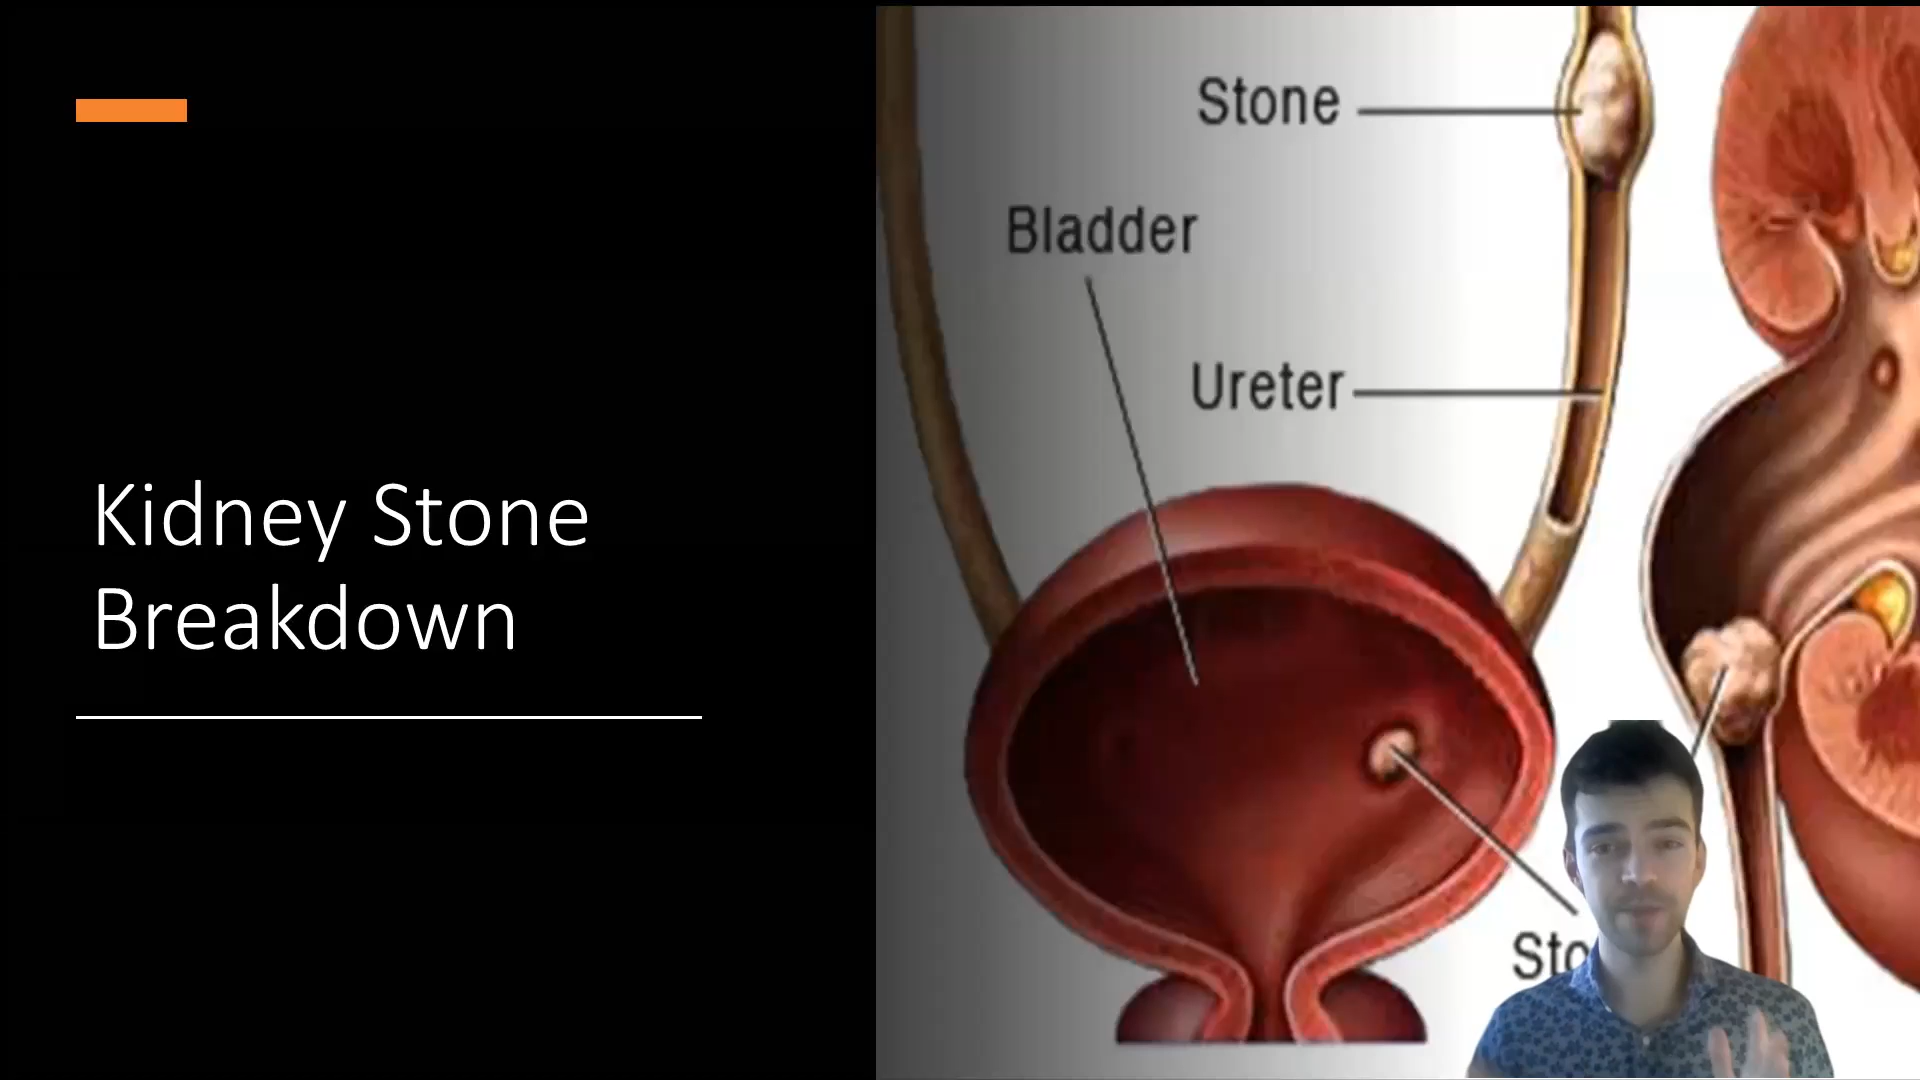 Kidney Stone
Breakdown
Stone
Bladder
Ureter